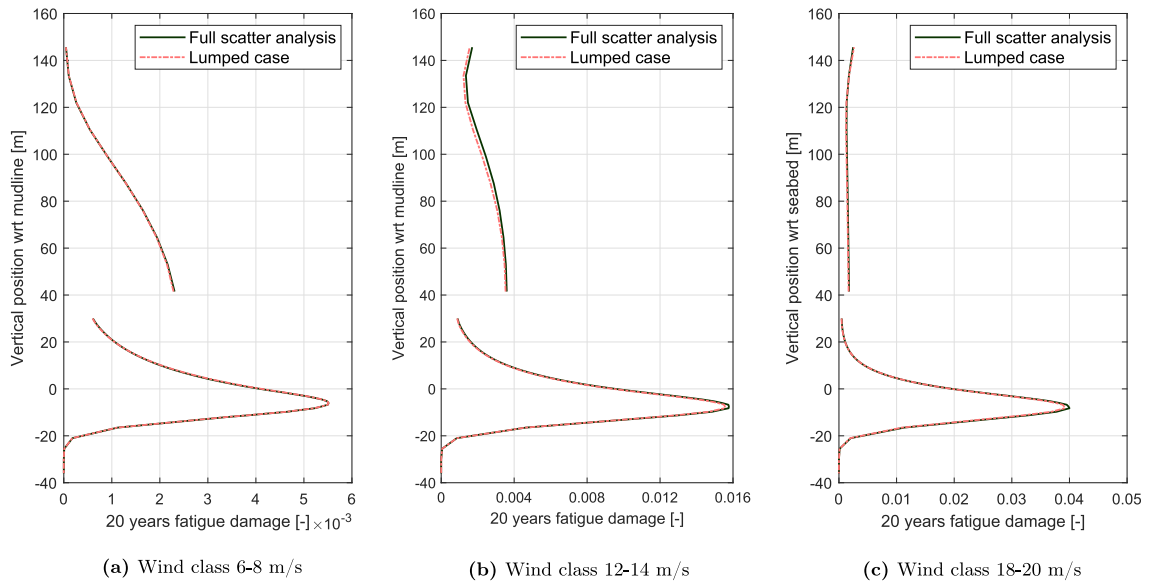 160
140
120
100
80
60
40
20
0
-20
-40
Vertical position wrt mudline [m]
Full scatter analysis
Lumped case
0 1 2 3 4 5 6
20 years fatigue damage [-] ×10⁻³
(a) Wind class 6-8 m/s
160
140
120
100
80
60
40
20
0
-20
-40
Vertical position wrt mudline [m]
Full scatter analysis
Lumped case
0 0.004 0.008 0.012 0.016
20 years fatigue damage [-]
(b) Wind class 12-14 m/s
160
140
120
100
80
60
40
20
0
-20
-40
Vertical position wrt seabed [m]
Full scatter analysis
Lumped case
0 0.01 0.02 0.03 0.04 0.05
20 years fatigue damage [-]
(c) Wind class 18-20 m/s